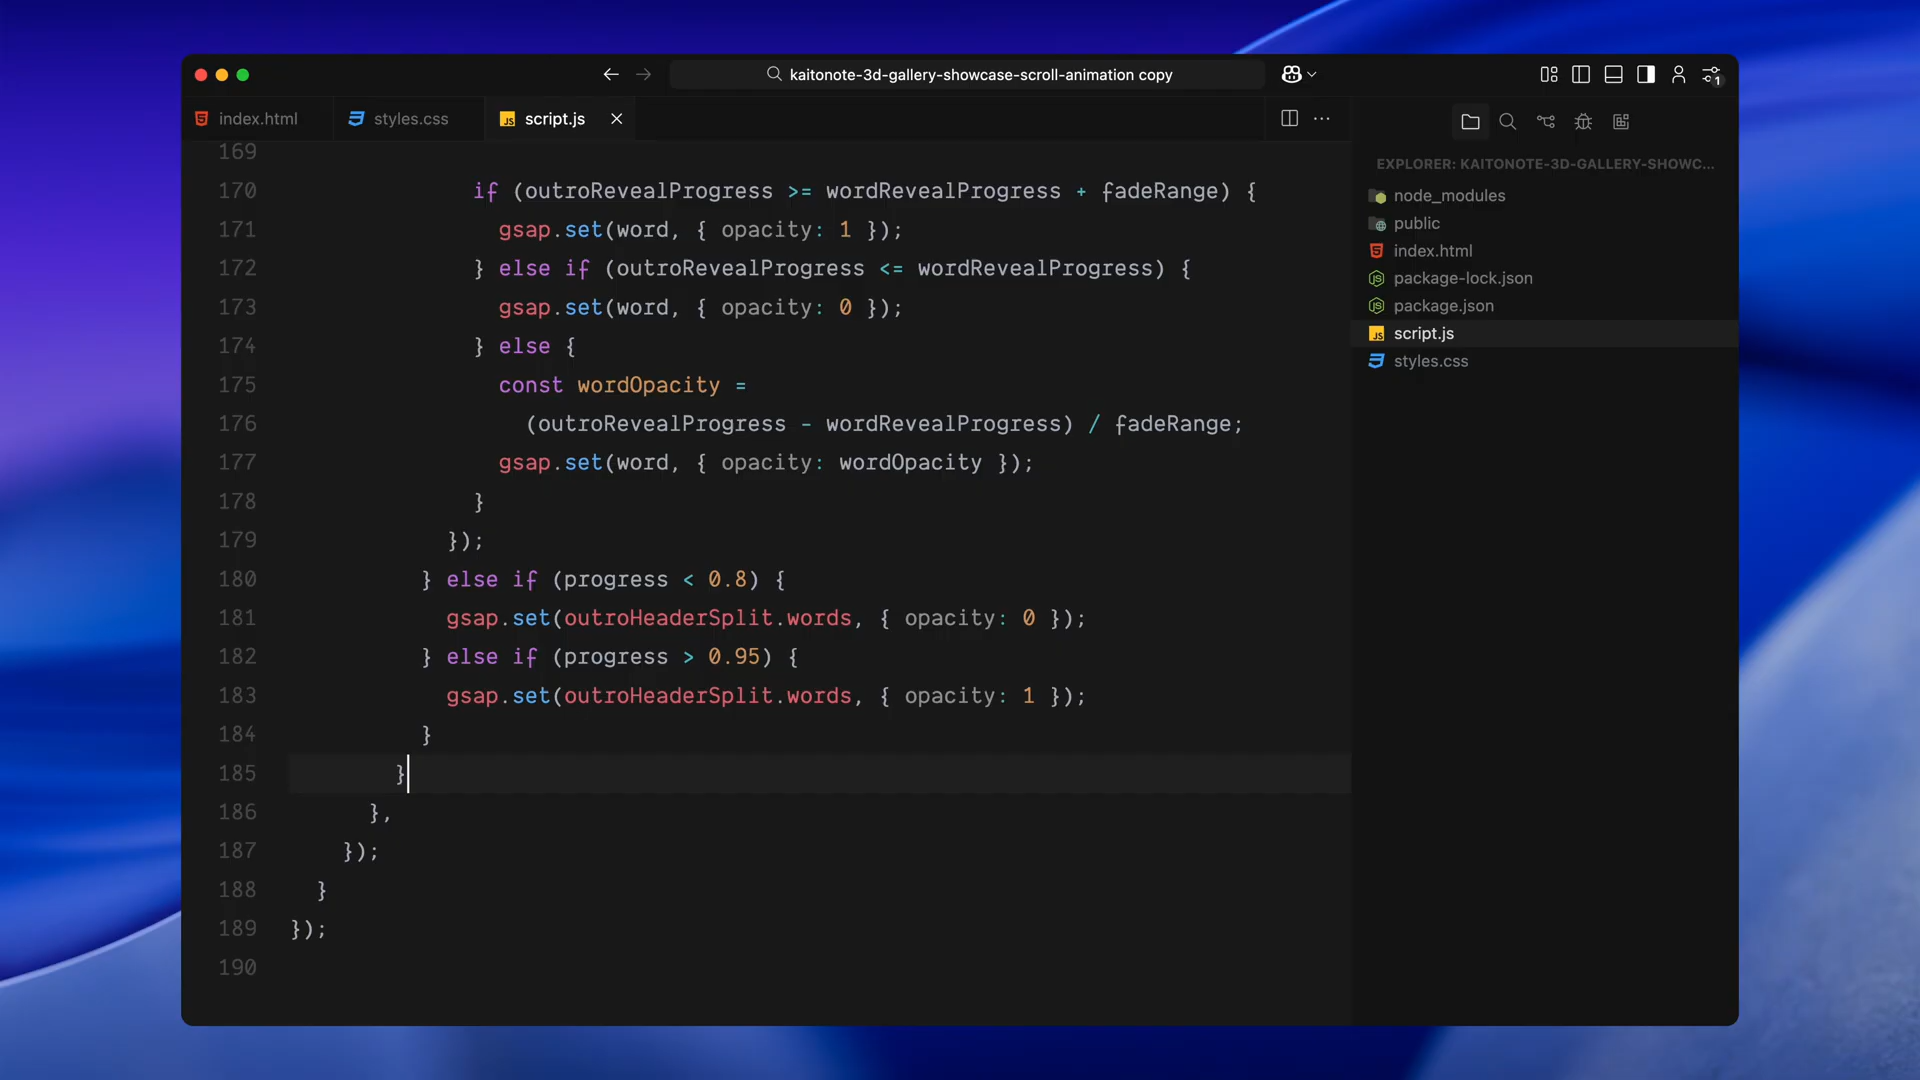 kaitonote-3d-gallery-showcase-scroll-animation copy
1
index.html
styles.css
JS script.js
169
170 if (outroRevealProgress >= wordRevealProgress + fadeRange) {
171 gsap.set(word, { opacity: 1 });
172 } else if (outroRevealProgress <= wordRevealProgress) {
173 gsap.set(word, { opacity: 0 });
174 } else {
175 const wordOpacity =
176 (outroRevealProgress - wordRevealProgress) / fadeRange;
177 gsap.set(word, { opacity: wordOpacity });
178 }
179 });
180 } else if (progress < 0.8) {
181 gsap.set(outroHeaderSplit.words, { opacity: 0 });
182 } else if (progress > 0.95) {
183 gsap.set(outroHeaderSplit.words, { opacity: 1 });
184 }
185 }
186 },
187 });
188 }
189 });
190
EXPLORER: KAITONOTE-3D-GALLERY-SHOWC...
node_modules
public
index.html
package-lock.json
package.json
JS script.js
styles.css